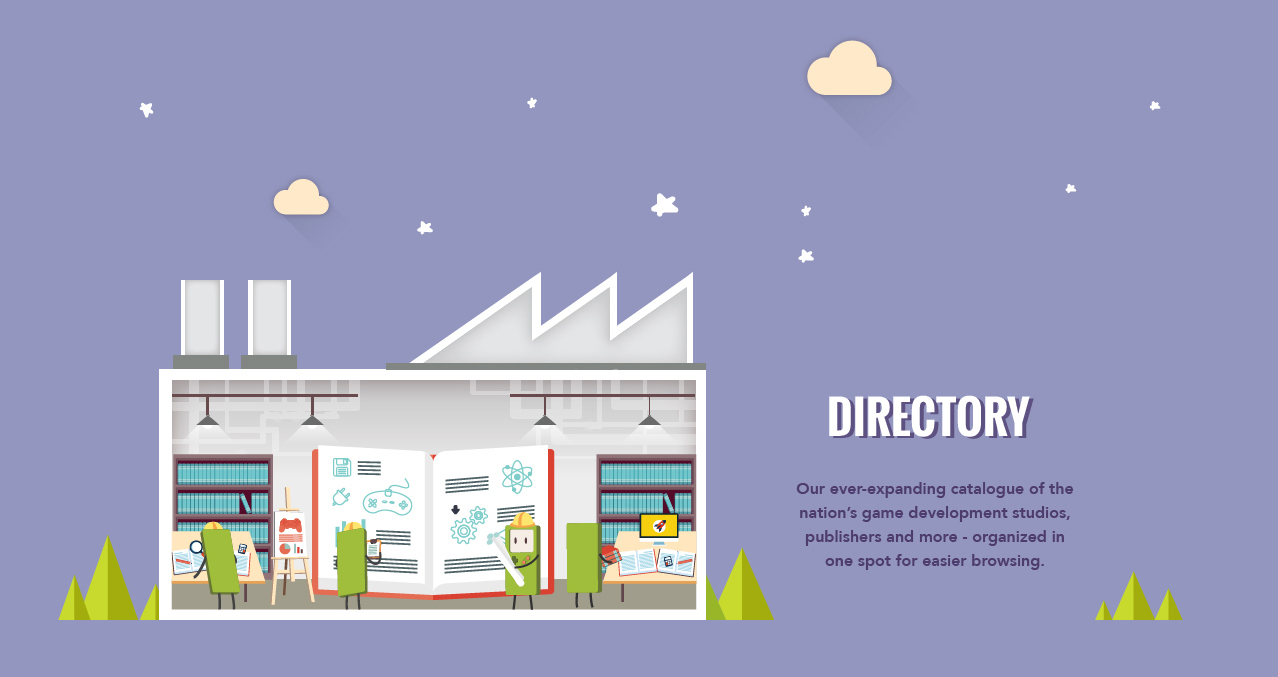 DIRECTORY
Our ever-expanding catalogue of the
nation’s game development studios,
publishers and more - organized in
one spot for easier browsing.